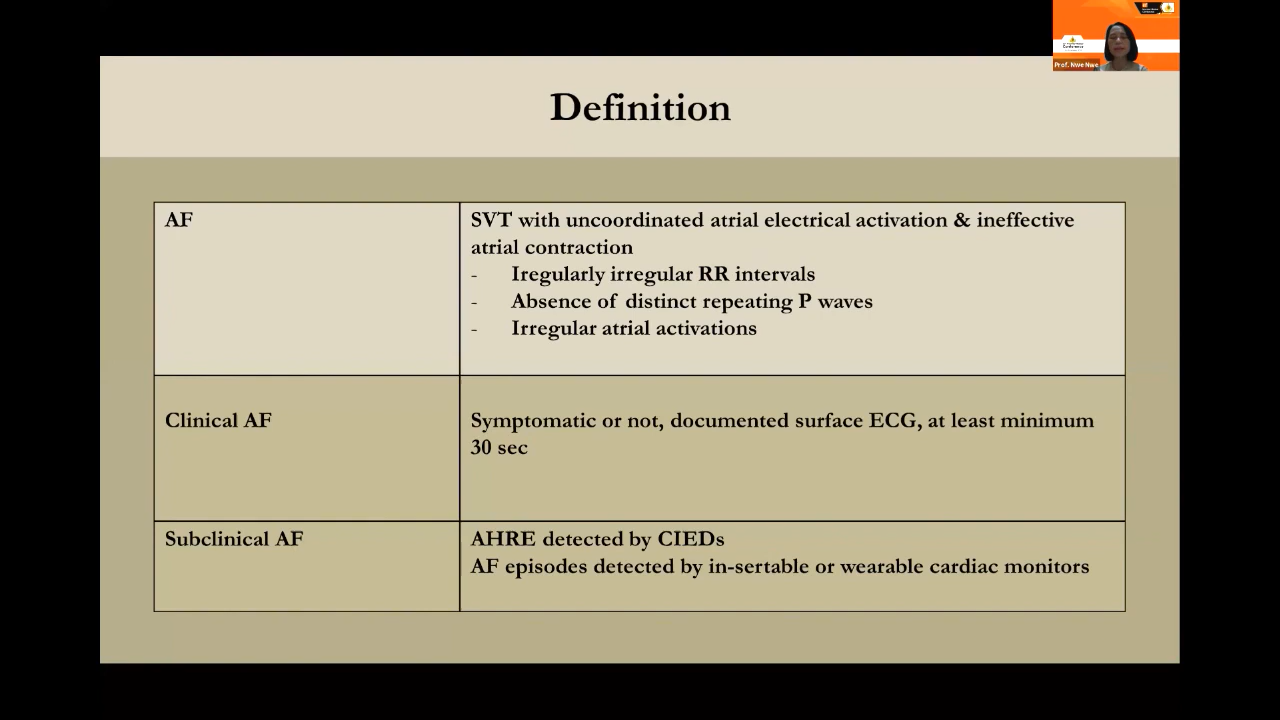 Conference
Prof. Nwe Nwe
Definition
AF
SVT with uncoordinated atrial electrical activation & ineffective
atrial contraction
- Iregularly irregular RR intervals
- Absence of distinct repeating P waves
- Irregular atrial activations
Clinical AF
Symptomatic or not, documented surface ECG, at least minimum
30 sec
Subclinical AF
AHRE detected by CIEDs
AF episodes detected by in-sertable or wearable cardiac monitors